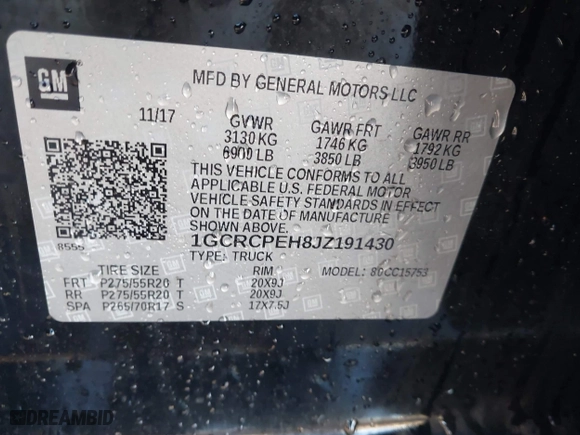 GM
MFD BY GENERAL MOTORS LLC
11/17
GVWR GAWR FRT GAWR RR
3130 KG 1746 KG 1792 KG
6900 LB 3850 LB 3950 LB
THIS VEHICLE CONFORMS TO ALL
APPLICABLE U.S. FEDERAL MOTOR
VEHICLE SAFETY STANDARDS IN EFFECT
ON THE DATE OF MANUFACTURE
SHOWN ABOVE.
8555
1GCRCPEH8JZ191430
TYPE: TRUCK
TIRE SIZE RIM MODEL: 80CC15753
FRT P275/55R20 T 20X9J
RR P275/55R20 T 20X9J
SPA P265/70R17 S 17X7.5J
DREAMBID